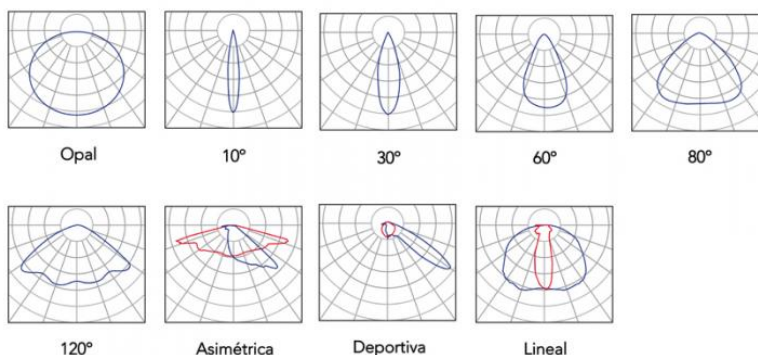 Opal
10º
30º
60º
80º
120º
Asimétrica
Deportiva
Lineal